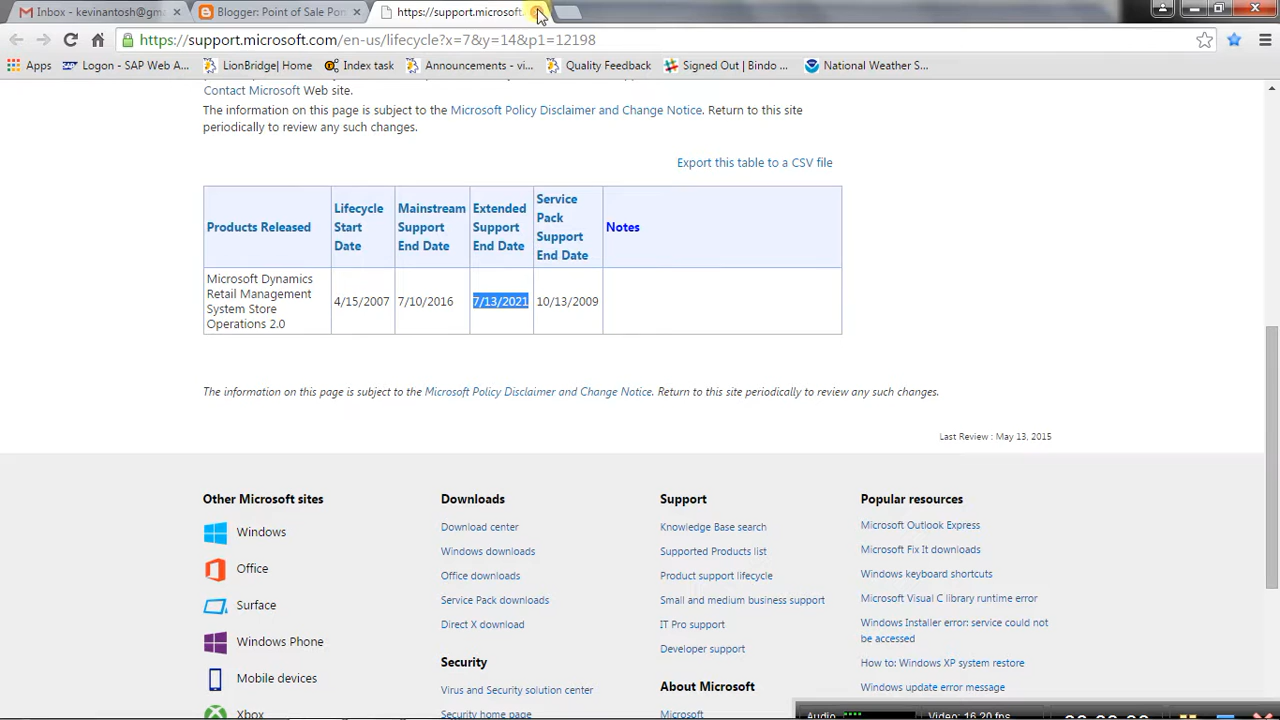 Inbox - kevinantosh@gm
Blogger: Point of Sale Pon
https://support.microsoft.
https://support.microsoft.com/en-us/lifecycle?x=7&y=14&p1=12198
Apps
Logon - SAP Web A...
LionBridge| Home
Index task
Announcements - vi...
Quality Feedback
Signed Out | Bindo ...
National Weather S...
Contact Microsoft Web site.
The information on this page is subject to the Microsoft Policy Disclaimer and Change Notice. Return to this site
periodically to review any such changes.
Export this table to a CSV file
Products Released
Lifecycle
Start
Date
Mainstream
Support
End Date
Extended
Support
End Date
Service
Pack
Support
End Date
Notes
Microsoft Dynamics
Retail Management
System Store
Operations 2.0
4/15/2007
7/10/2016
7/13/2021
10/13/2009
The information on this page is subject to the Microsoft Policy Disclaimer and Change Notice. Return to this site periodically to review any such changes.
Last Review : May 13, 2015
Other Microsoft sites
Windows
Office
Surface
Windows Phone
Mobile devices
Xbox
Downloads
Download center
Windows downloads
Office downloads
Service Pack downloads
Direct X download
Security
Virus and Security solution center
Security home page
Support
Knowledge Base search
Supported Products list
Product support lifecycle
Small and medium business support
IT Pro support
Developer support
About Microsoft
Microsoft
Popular resources
Microsoft Outlook Express
Microsoft Fix It downloads
Windows keyboard shortcuts
Microsoft Visual C library runtime error
Windows Installer error: service could not
be accessed
How to: Windows XP system restore
Windows update error message
Audio
Video: 16.20 fps